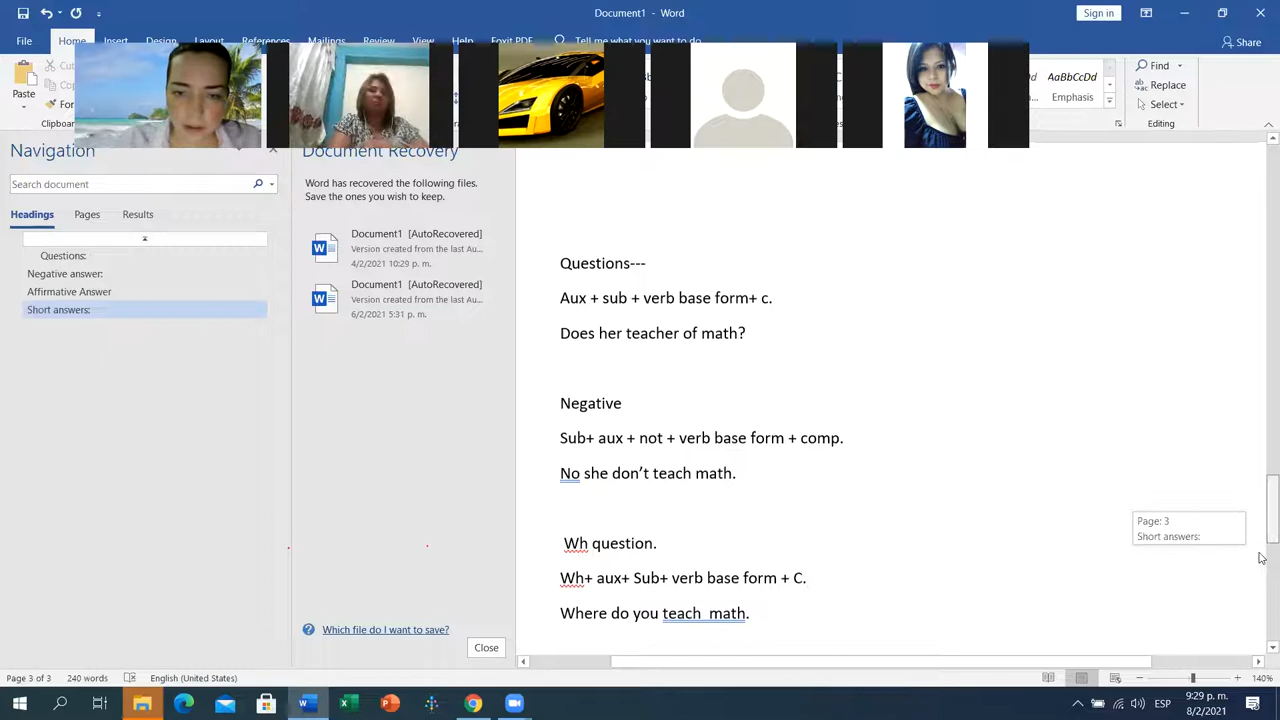 Document1 - Word
Sign in
File Home Insert Design Layout References Mailings Review View Help Foxit PDF Tell me what you want to do
Share
Paste
Clipboard
AaBbCcDd
Emphasis
Find
Replace
Select
Editing
Navigation
Search document
Headings Pages Results
Questions:
Negative answer:
Affirmative Answer
Short answers:
Document Recovery
Word has recovered the following files.
Save the ones you wish to keep.
Document1 [AutoRecovered]
Version created from the last Au...
4/2/2021 10:29 p. m.
Document1 [AutoRecovered]
Version created from the last Au...
6/2/2021 5:31 p. m.
Which file do I want to save?
Close
Questions---
Aux + sub + verb base form+ c.
Does her teacher of math?
Negative
Sub+ aux + not + verb base form + comp.
No she don't teach math.
Wh question.
Wh+ aux+ Sub+ verb base form + C.
Where do you teach math.
Page: 3
Short answers:
Page 3 of 3 240 words English (United States)
140%
ESP
9:29 p. m.
8/2/2021